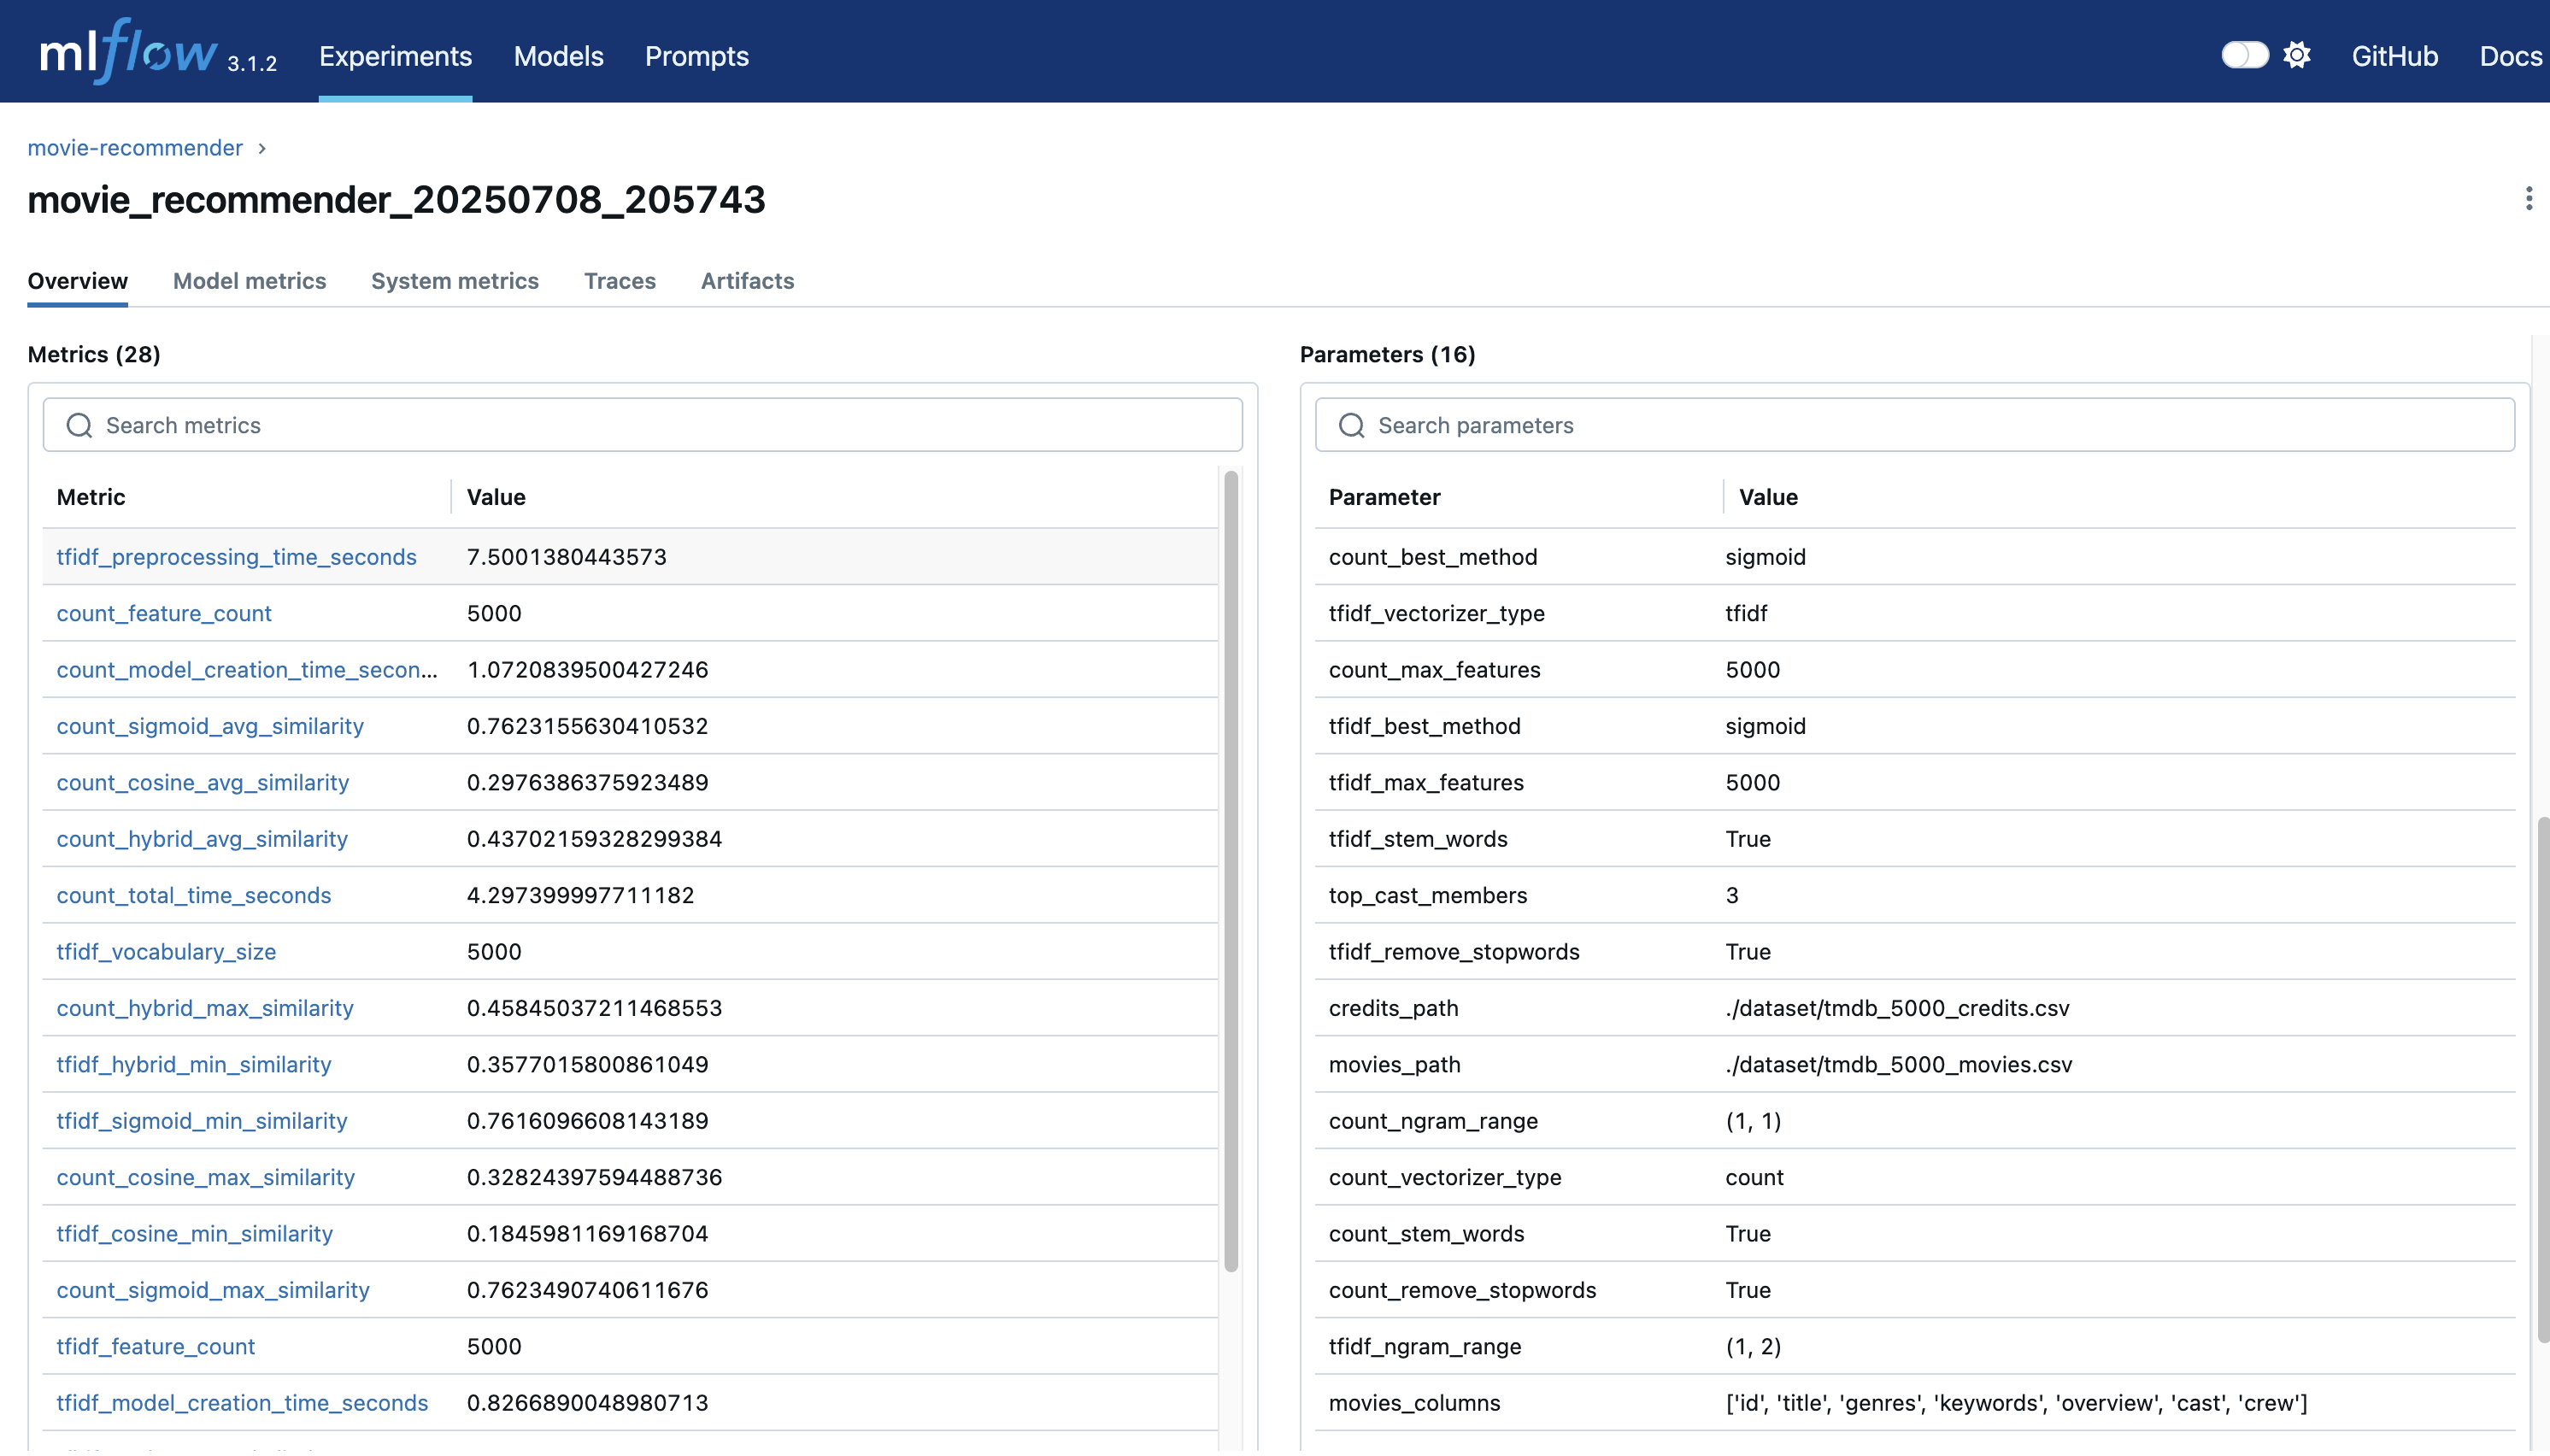 mlflow 3.1.2 Experiments Models Prompts GitHub Docs
movie-recommender ›
movie_recommender_20250708_205743
Overview Model metrics System metrics Traces Artifacts
Metrics (28)
Search metrics
Metric Value
tfidf_preprocessing_time_seconds 7.5001380443573
count_feature_count 5000
count_model_creation_time_secon... 1.0720839500427246
count_sigmoid_avg_similarity 0.7623155630410532
count_cosine_avg_similarity 0.2976386375923489
count_hybrid_avg_similarity 0.43702159328299384
count_total_time_seconds 4.297399997711182
tfidf_vocabulary_size 5000
count_hybrid_max_similarity 0.45845037211468553
tfidf_hybrid_min_similarity 0.3577015800861049
tfidf_sigmoid_min_similarity 0.7616096608143189
count_cosine_max_similarity 0.32824397594488736
tfidf_cosine_min_similarity 0.1845981169168704
count_sigmoid_max_similarity 0.7623490740611676
tfidf_feature_count 5000
tfidf_model_creation_time_seconds 0.8266890048980713
Parameters (16)
Search parameters
Parameter Value
count_best_method sigmoid
tfidf_vectorizer_type tfidf
count_max_features 5000
tfidf_best_method sigmoid
tfidf_max_features 5000
tfidf_stem_words True
top_cast_members 3
tfidf_remove_stopwords True
credits_path ./dataset/tmdb_5000_credits.csv
movies_path ./dataset/tmdb_5000_movies.csv
count_ngram_range (1, 1)
count_vectorizer_type count
count_stem_words True
count_remove_stopwords True
tfidf_ngram_range (1, 2)
movies_columns ['id', 'title', 'genres', 'keywords', 'overview', 'cast', 'crew']